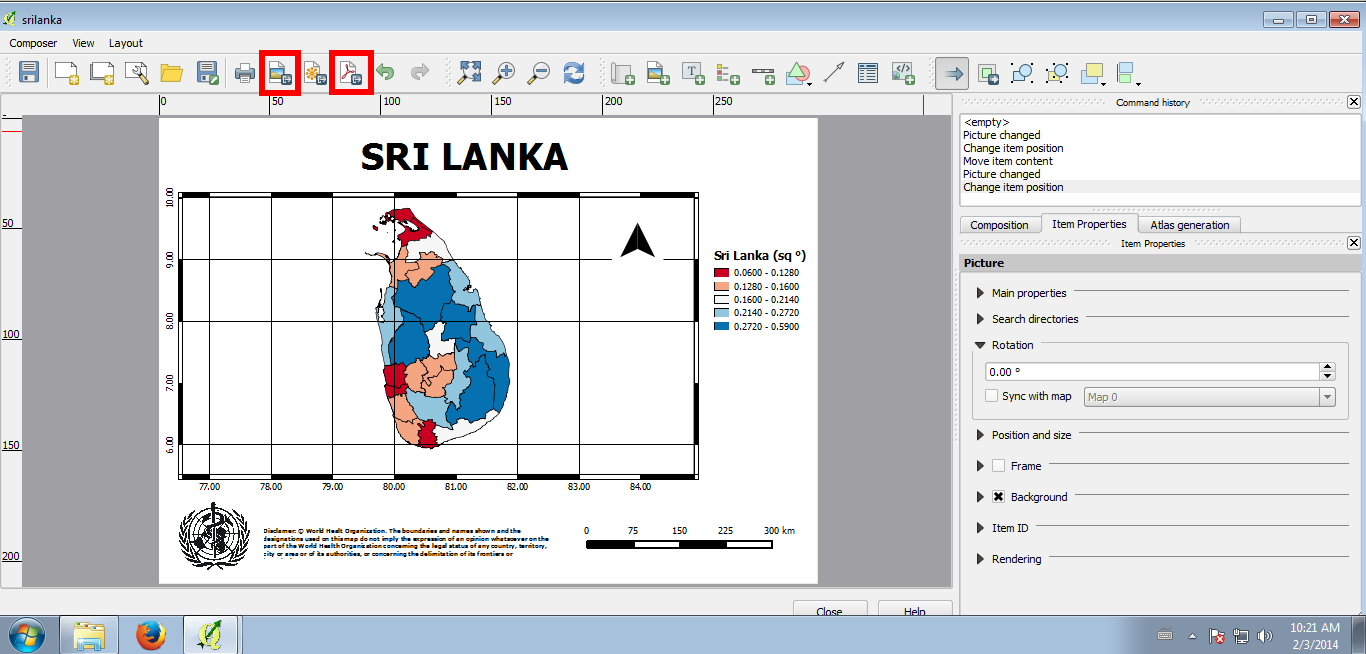 srilanka
Composer View Layout
0 50 100 150 200 250
50
100
150
200
SRI LANKA
10.00
9.00
8.00
7.00
6.00
77.00 78.00 79.00 80.00 81.00 82.00 83.00 84.00
Sri Lanka (sq °)
0.0600 - 0.1280
0.1280 - 0.1600
0.1600 - 0.2140
0.2140 - 0.2720
0.2720 - 0.5900
Disclamer: © World Healt Organization. The boundaries and names shown and the
designations used on this map do not imply the expression of an opinion whatsoever on the
part of the World Health Organization concerning the legal status of any country, territory,
city or area or of its authorities, or concerning the delimitation of its frontiers or
0 75 150 225 300 km
Close Help
Command history
<empty>
Picture changed
Change item position
Move item content
Picture changed
Change item position
Composition Item Properties Atlas generation
Item Properties
Picture
Main properties
Search directories
Rotation
0.00 °
Sync with map Map 0
Position and size
Frame
Background
Item ID
Rendering
10:21 AM
2/3/2014